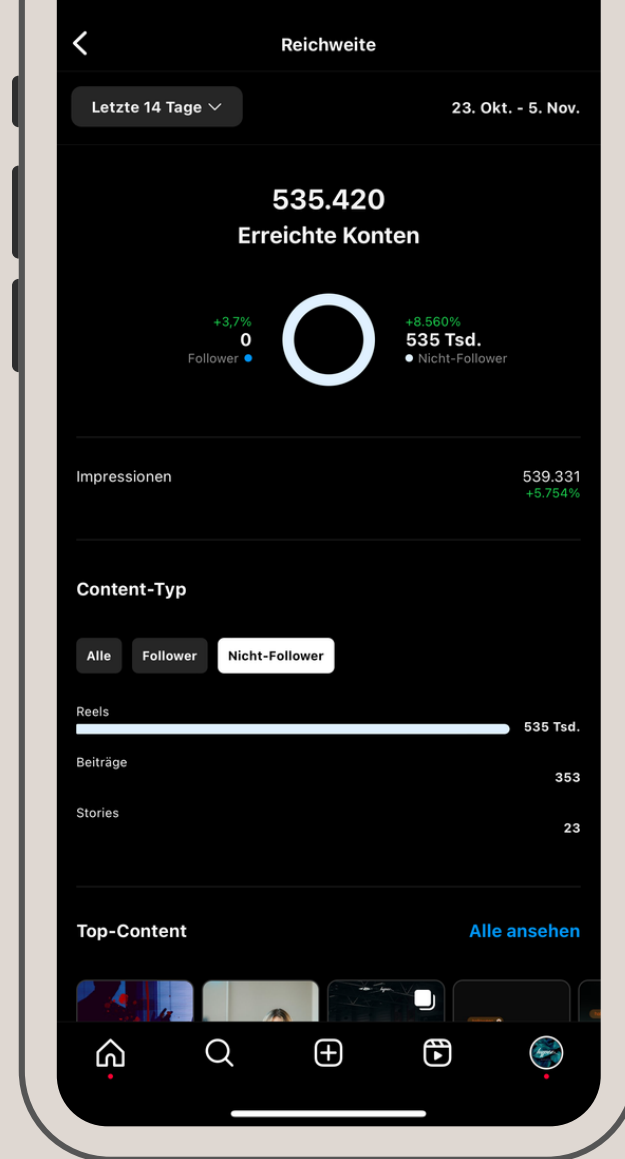 Reichweite
Letzte 14 Tage
23. Okt. - 5. Nov.
535.420
Erreichte Konten
+3,7%
0
Follower
+8.560%
535 Tsd.
Nicht-Follower
Impressionen
539.331
+5.754%
Content-Typ
Alle
Follower
Nicht-Follower
Reels
535 Tsd.
Beiträge
353
Stories
23
Top-Content
Alle ansehen